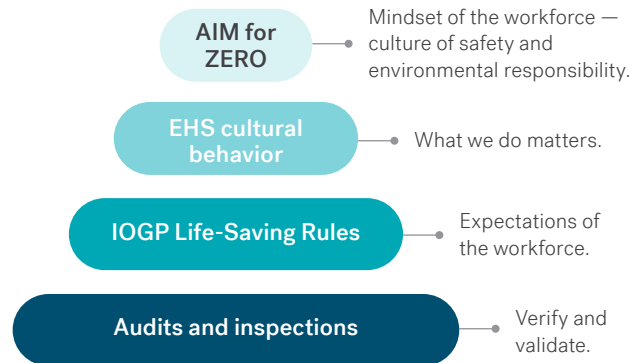 AIM for
ZERO
Mindset of the workforce —
culture of safety and
environmental responsibility.
EHS cultural
behavior
What we do matters.
IOGP Life-Saving Rules
Expectations of
the workforce.
Audits and inspections
Verify and
validate.